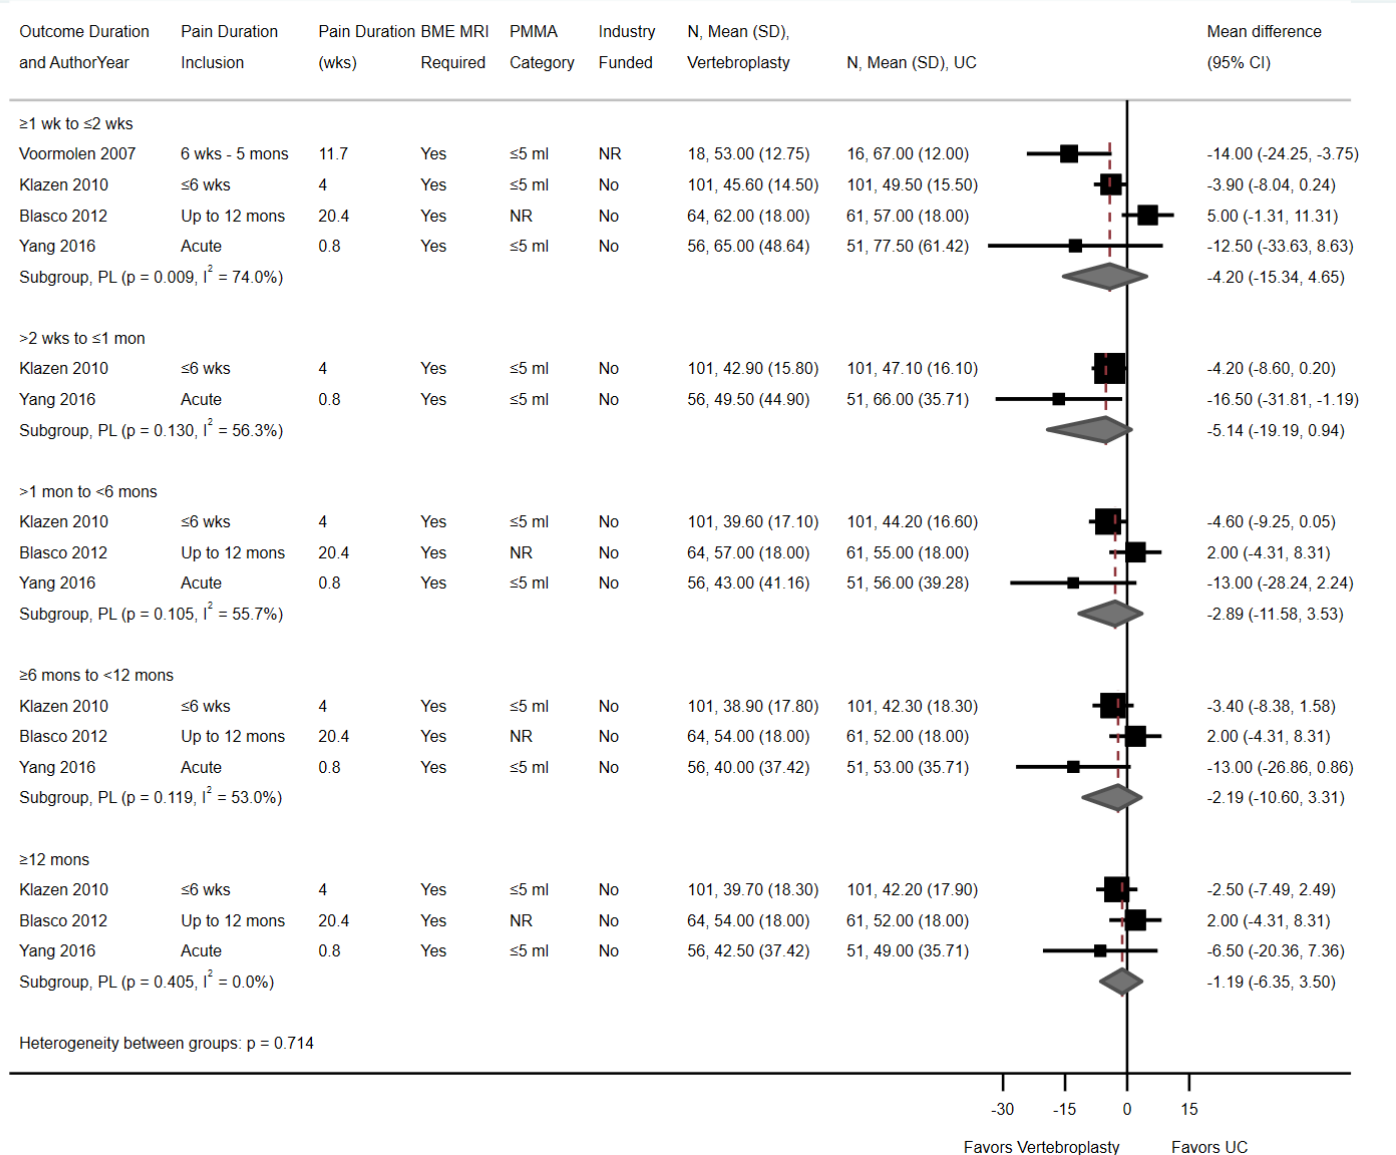 Outcome Duration Pain Duration Pain Duration BME MRI PMMA Industry N, Mean (SD), Mean difference
and AuthorYear Inclusion (wks) Required Category Funded Vertebroplasty N, Mean (SD), UC (95% CI)
≥1 wk to ≤2 wks
Voormolen 2007 6 wks - 5 mons 11.7 Yes ≤5 ml NR 18, 53.00 (12.75) 16, 67.00 (12.00) -14.00 (-24.25, -3.75)
Klazen 2010 ≤6 wks 4 Yes ≤5 ml No 101, 45.60 (14.50) 101, 49.50 (15.50) -3.90 (-8.04, 0.24)
Blasco 2012 Up to 12 mons 20.4 Yes NR No 64, 62.00 (18.00) 61, 57.00 (18.00) 5.00 (-1.31, 11.31)
Yang 2016 Acute 0.8 Yes ≤5 ml No 56, 65.00 (48.64) 51, 77.50 (61.42) -12.50 (-33.63, 8.63)
Subgroup, PL (p = 0.009, I² = 74.0%) -4.20 (-15.34, 4.65)
>2 wks to ≤1 mon
Klazen 2010 ≤6 wks 4 Yes ≤5 ml No 101, 42.90 (15.80) 101, 47.10 (16.10) -4.20 (-8.60, 0.20)
Yang 2016 Acute 0.8 Yes ≤5 ml No 56, 49.50 (44.90) 51, 66.00 (35.71) -16.50 (-31.81, -1.19)
Subgroup, PL (p = 0.130, I² = 56.3%) -5.14 (-19.19, 0.94)
>1 mon to <6 mons
Klazen 2010 ≤6 wks 4 Yes ≤5 ml No 101, 39.60 (17.10) 101, 44.20 (16.60) -4.60 (-9.25, 0.05)
Blasco 2012 Up to 12 mons 20.4 Yes NR No 64, 57.00 (18.00) 61, 55.00 (18.00) 2.00 (-4.31, 8.31)
Yang 2016 Acute 0.8 Yes ≤5 ml No 56, 43.00 (41.16) 51, 56.00 (39.28) -13.00 (-28.24, 2.24)
Subgroup, PL (p = 0.105, I² = 55.7%) -2.89 (-11.58, 3.53)
≥6 mons to <12 mons
Klazen 2010 ≤6 wks 4 Yes ≤5 ml No 101, 38.90 (17.80) 101, 42.30 (18.30) -3.40 (-8.38, 1.58)
Blasco 2012 Up to 12 mons 20.4 Yes NR No 64, 54.00 (18.00) 61, 52.00 (18.00) 2.00 (-4.31, 8.31)
Yang 2016 Acute 0.8 Yes ≤5 ml No 56, 40.00 (37.42) 51, 53.00 (35.71) -13.00 (-26.86, 0.86)
Subgroup, PL (p = 0.119, I² = 53.0%) -2.19 (-10.60, 3.31)
≥12 mons
Klazen 2010 ≤6 wks 4 Yes ≤5 ml No 101, 39.70 (18.30) 101, 42.20 (17.90) -2.50 (-7.49, 2.49)
Blasco 2012 Up to 12 mons 20.4 Yes NR No 64, 54.00 (18.00) 61, 52.00 (18.00) 2.00 (-4.31, 8.31)
Yang 2016 Acute 0.8 Yes ≤5 ml No 56, 42.50 (37.42) 51, 49.00 (35.71) -6.50 (-20.36, 7.36)
Subgroup, PL (p = 0.405, I² = 0.0%) -1.19 (-6.35, 3.50)
Heterogeneity between groups: p = 0.714
-30 -15 0 15
Favors Vertebroplasty Favors UC